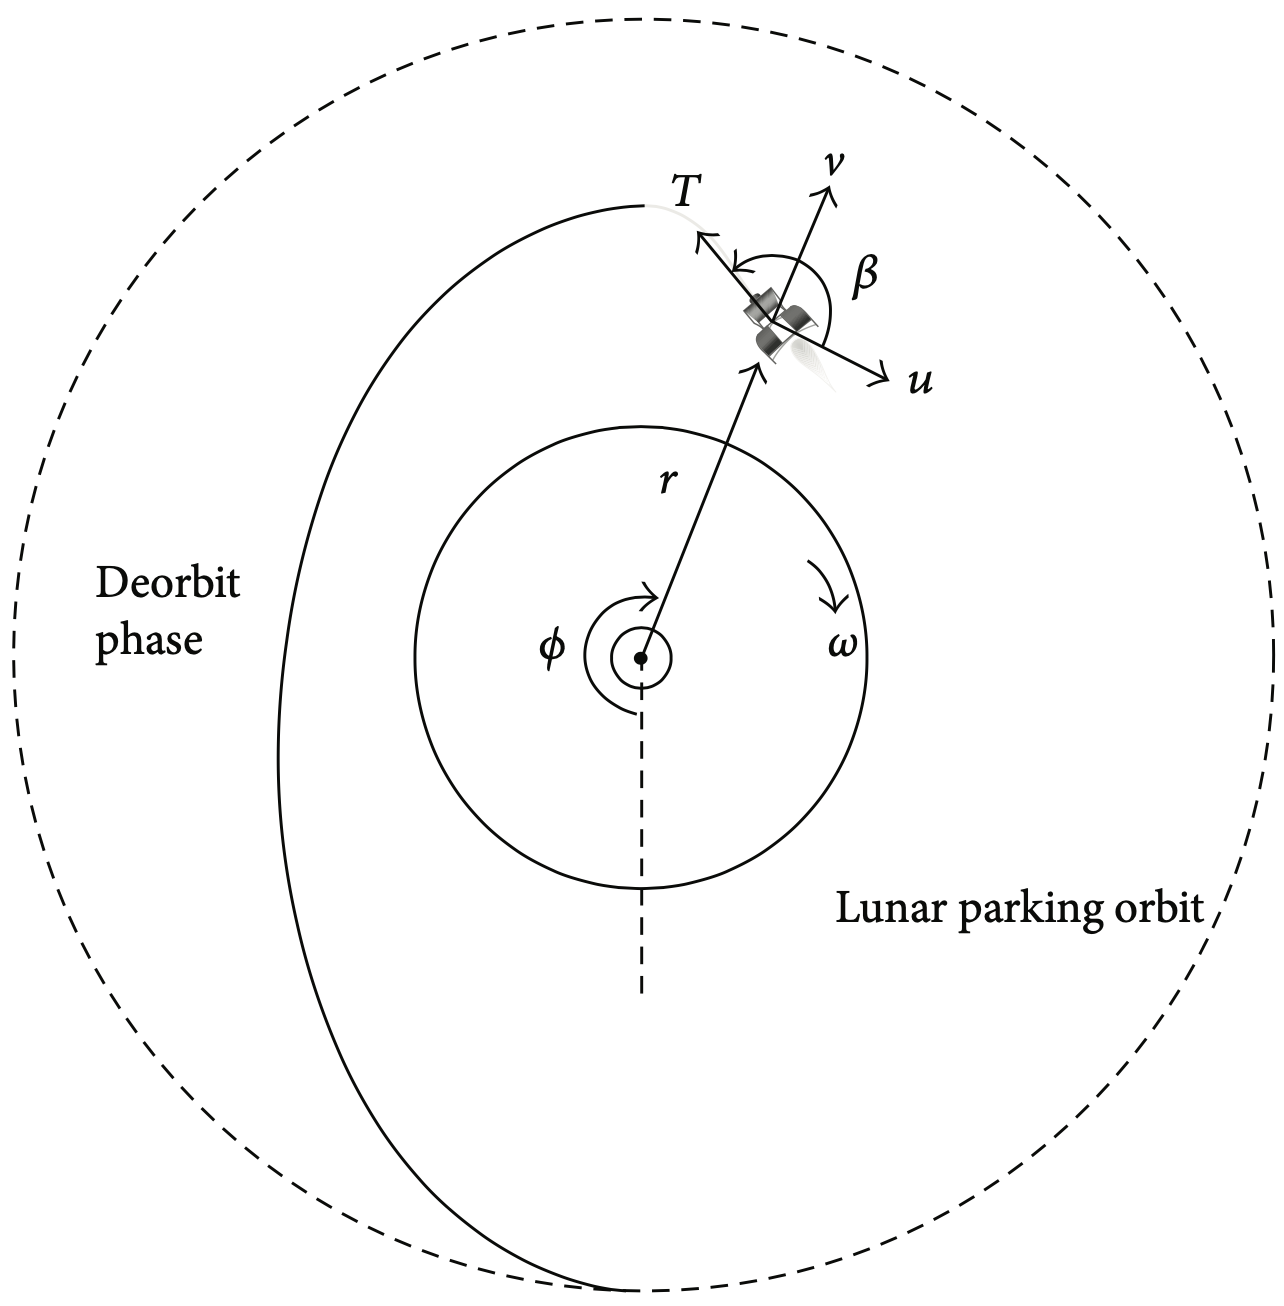 v
T
β
u
r
Deorbit
phase
ϕ
ω
Lunar parking orbit